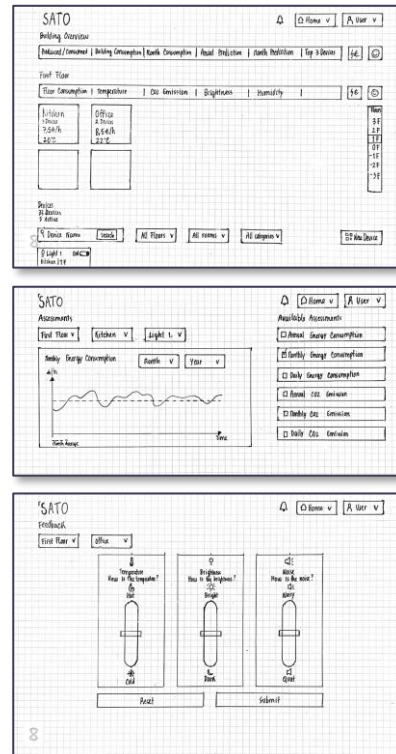 SATO
Home
User
Building Overview
Produced/Consumed
Building Consumption
Month Consumption
Annual Prediction
Month Prediction
Top 3 Devices
First Floor
Floor Consumption
Temperature
CO2 Emission
Brightness
Humidity
Kitchen
Office
3F
2F
1F
0F
-1F
-2F
-3F
Devices
Device Name
Search
All Floors
All rooms
All categories
New Device
Light 1
Kitchen | 1F
8
SATO
Home
User
Assessments
Available Assessments
First Floor
Kitchen
Light 1.
Annual Energy Consumption
Monthly Energy Consumption
Daily Energy Consumption
Annual CO2 Emission
Monthly CO2 Emission
Daily CO2 Emission
Monthly Energy Consumption
Month
Year
Time
SATO
Home
User
Feedback
First Floor
Office
Temperature
How is the temperature?
Hot
Cold
Brightness
How is the brightness?
Bright
Dark
Noise
How is the noise?
Noisy
Quiet
Reset
Submit
8